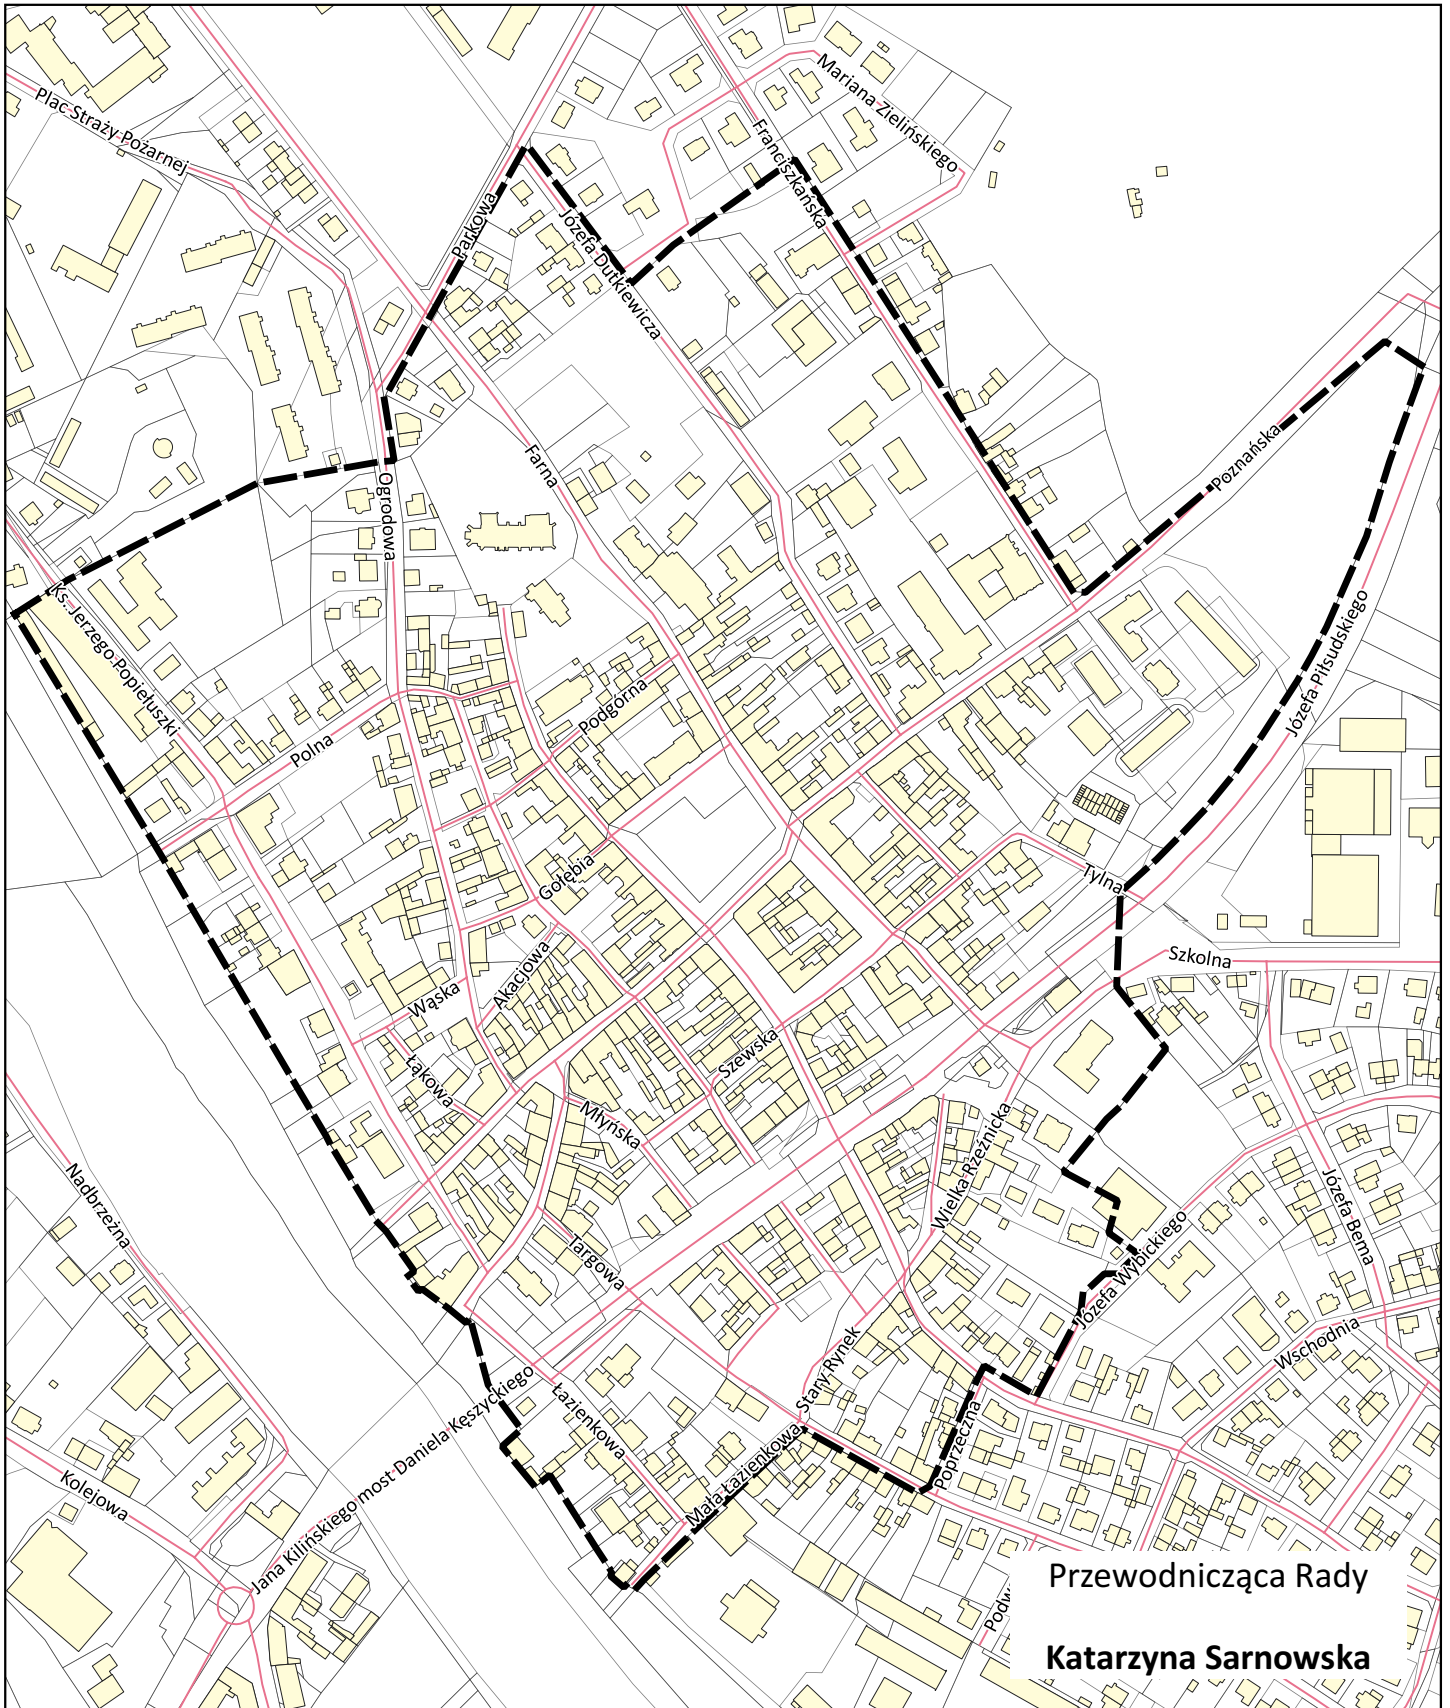 Mariana Zielińskiego
Plac Straży Pożarnej
Franciszkańska
Parkowa
Józefa Dutkiewicza
Farna
Poznańska
Ogrodowa
Ks. Jerzego Popiełuszki
Józefa Piłsudskiego
Podgórna
Polna
Gołębia
Tylna
Szkolna
Akacjowa
Wąska
Szewska
Łąkowa
Młyńska
Wielka Rzeźnicka
Nadbrzeżna
Józefa Bema
Targowa
Józefa Wybickiego
Wschodnia
Stary Rynek
Jana Kilińskiego most Daniela Kęszyckiego
Łazienkowa
Poprzeczna
Mała Łazienkowa
Kolejowa
Podw
Przewodnicząca Rady
Katarzyna Sarnowska